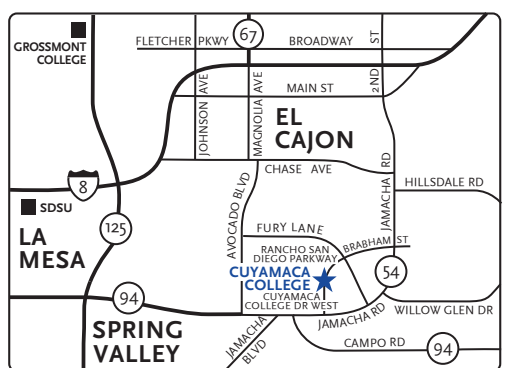 GROSSMONT
COLLEGE
FLETCHER PKWY
67
BROADWAY
2ND ST
JOHNSON AVE
MAGNOLIA AVE
MAIN ST
EL
CAJON
CHASE AVE
8
SDSU
LA
MESA
125
AVOCADO BLVD
JAMACHA RD
HILLSDALE RD
FURY LANE
RANCHO SAN
DIEGO PARKWAY
BRABHAM ST
CUYAMACA
COLLEGE
CUYAMACA
COLLEGE DR WEST
54
94
SPRING
VALLEY
JAMACHA
BLVD
JAMACHA RD
WILLOW GLEN DR
CAMPO RD
94